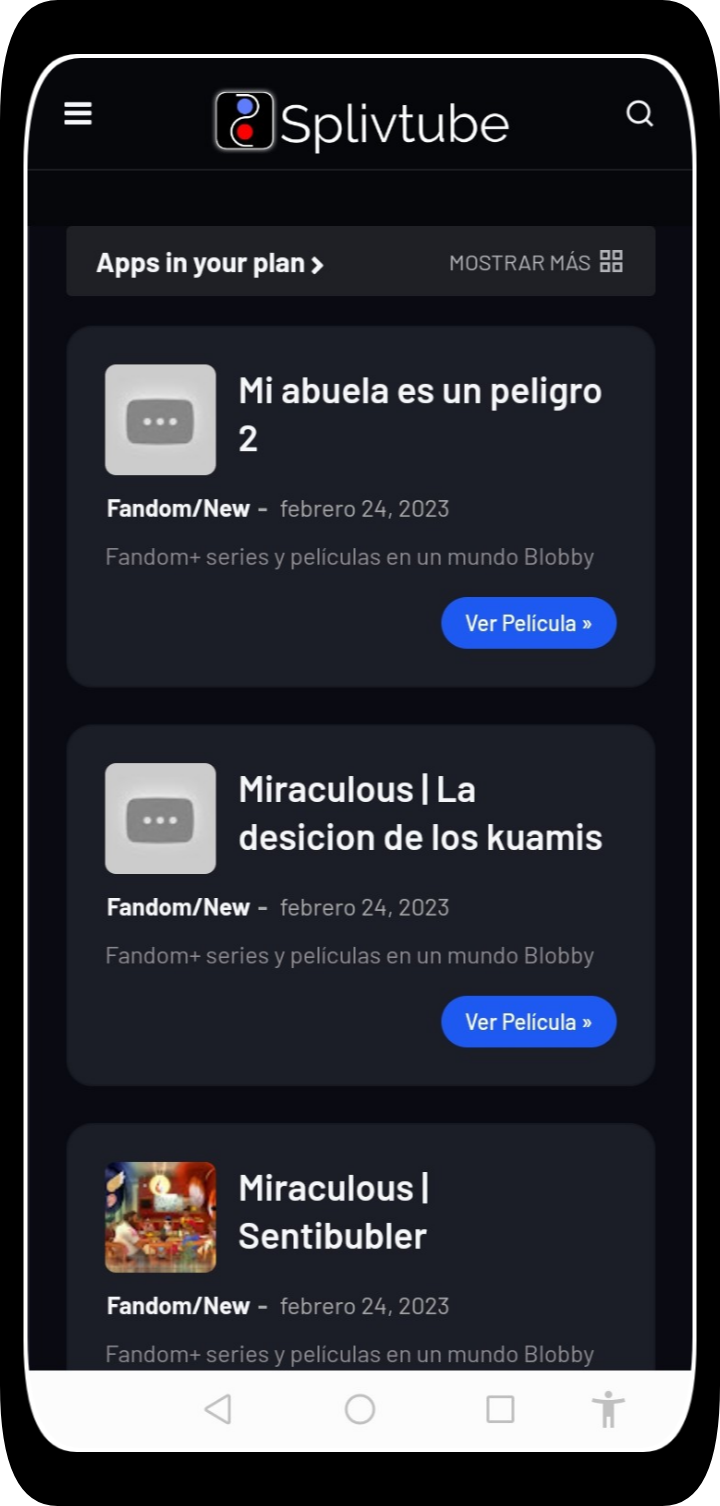 Splivtube
Apps in your plan
MOSTRAR MÁS
Mi abuela es un peligro
2
Fandom/New - febrero 24, 2023
Fandom+ series y películas en un mundo Blobby
Ver Película »
Miraculous | La
desicion de los kuamis
Fandom/New - febrero 24, 2023
Fandom+ series y películas en un mundo Blobby
Ver Película »
Miraculous |
Sentibubler
Fandom/New - febrero 24, 2023
Fandom+ series y películas en un mundo Blobby